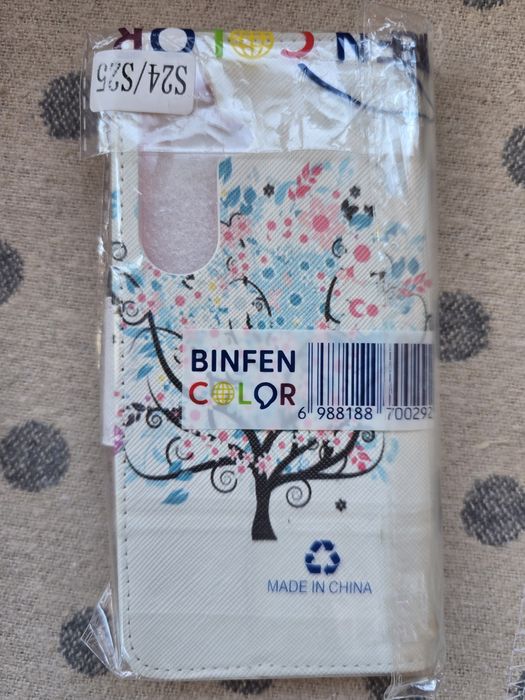 S24/S25
BINFEN
COLOR
6 988188 700292
MADE IN CHINA